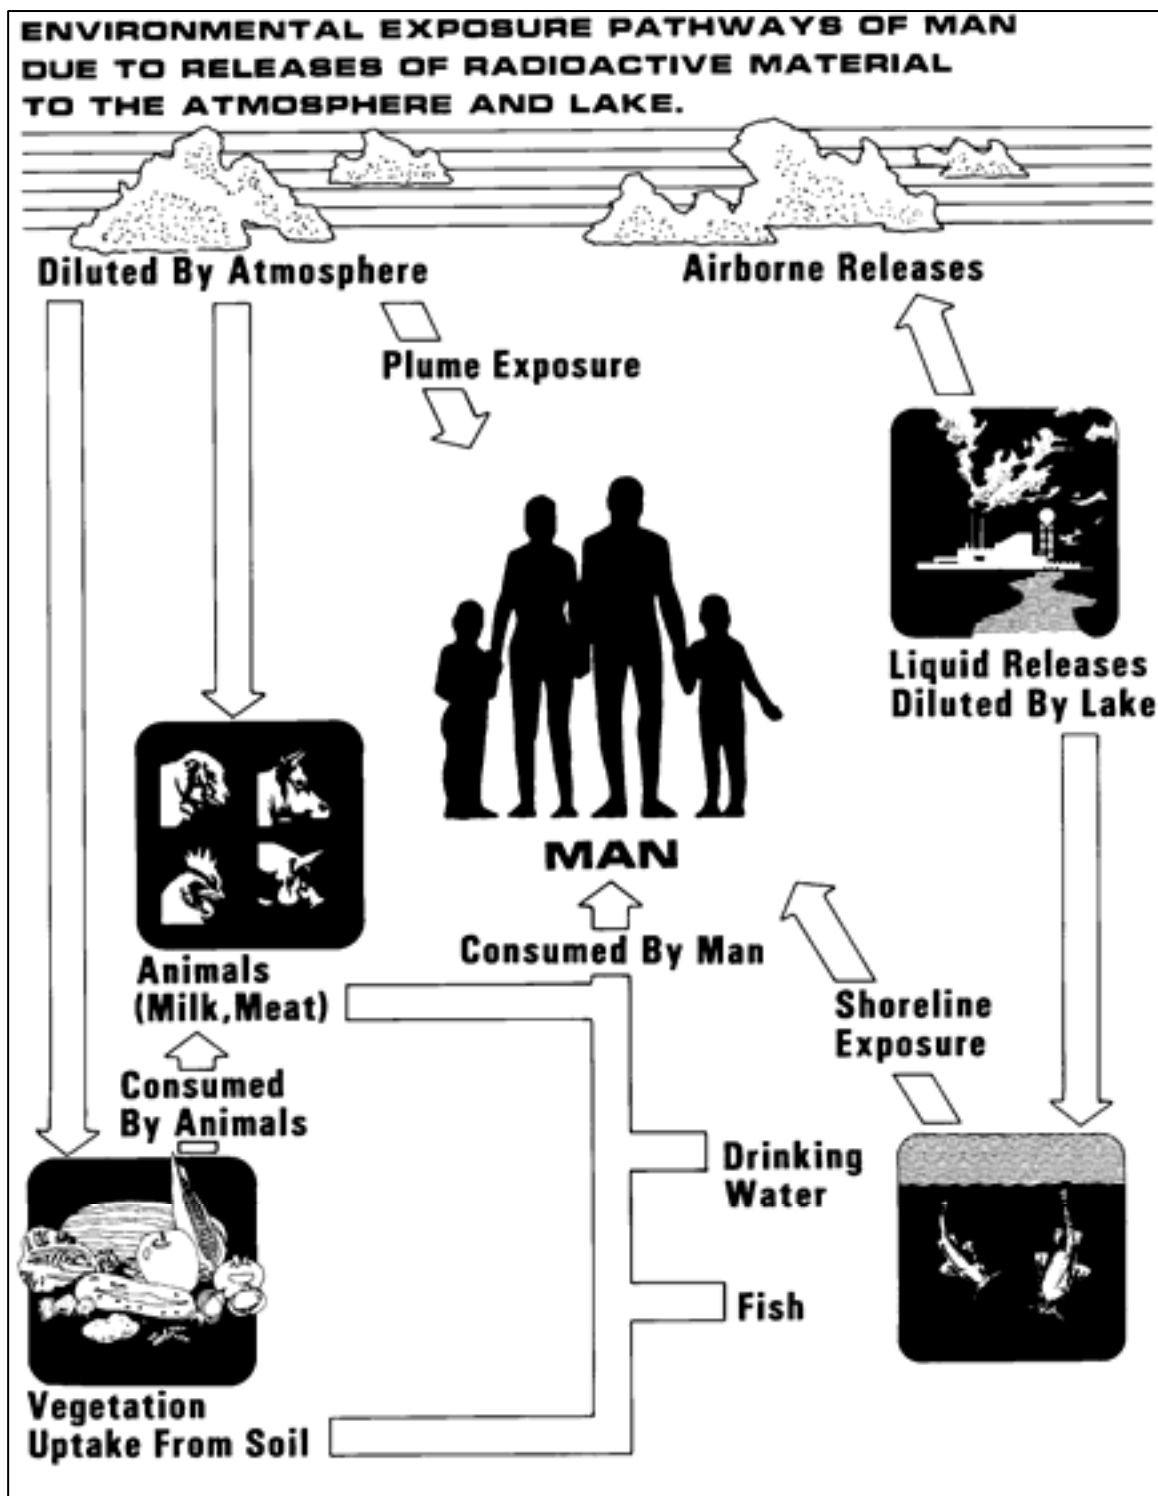 ENVIRONMENTAL EXPOSURE PATHWAYS OF MAN
DUE TO RELEASES OF RADIOACTIVE MATERIAL
TO THE ATMOSPHERE AND LAKE.
Diluted By Atmosphere
Airborne Releases
Plume Exposure
Liquid Releases
Diluted By Lake
MAN
Consumed By Man
Animals
(Milk,Meat)
Shoreline
Exposure
Consumed
By Animals
Drinking
Water
Fish
Vegetation
Uptake From Soil